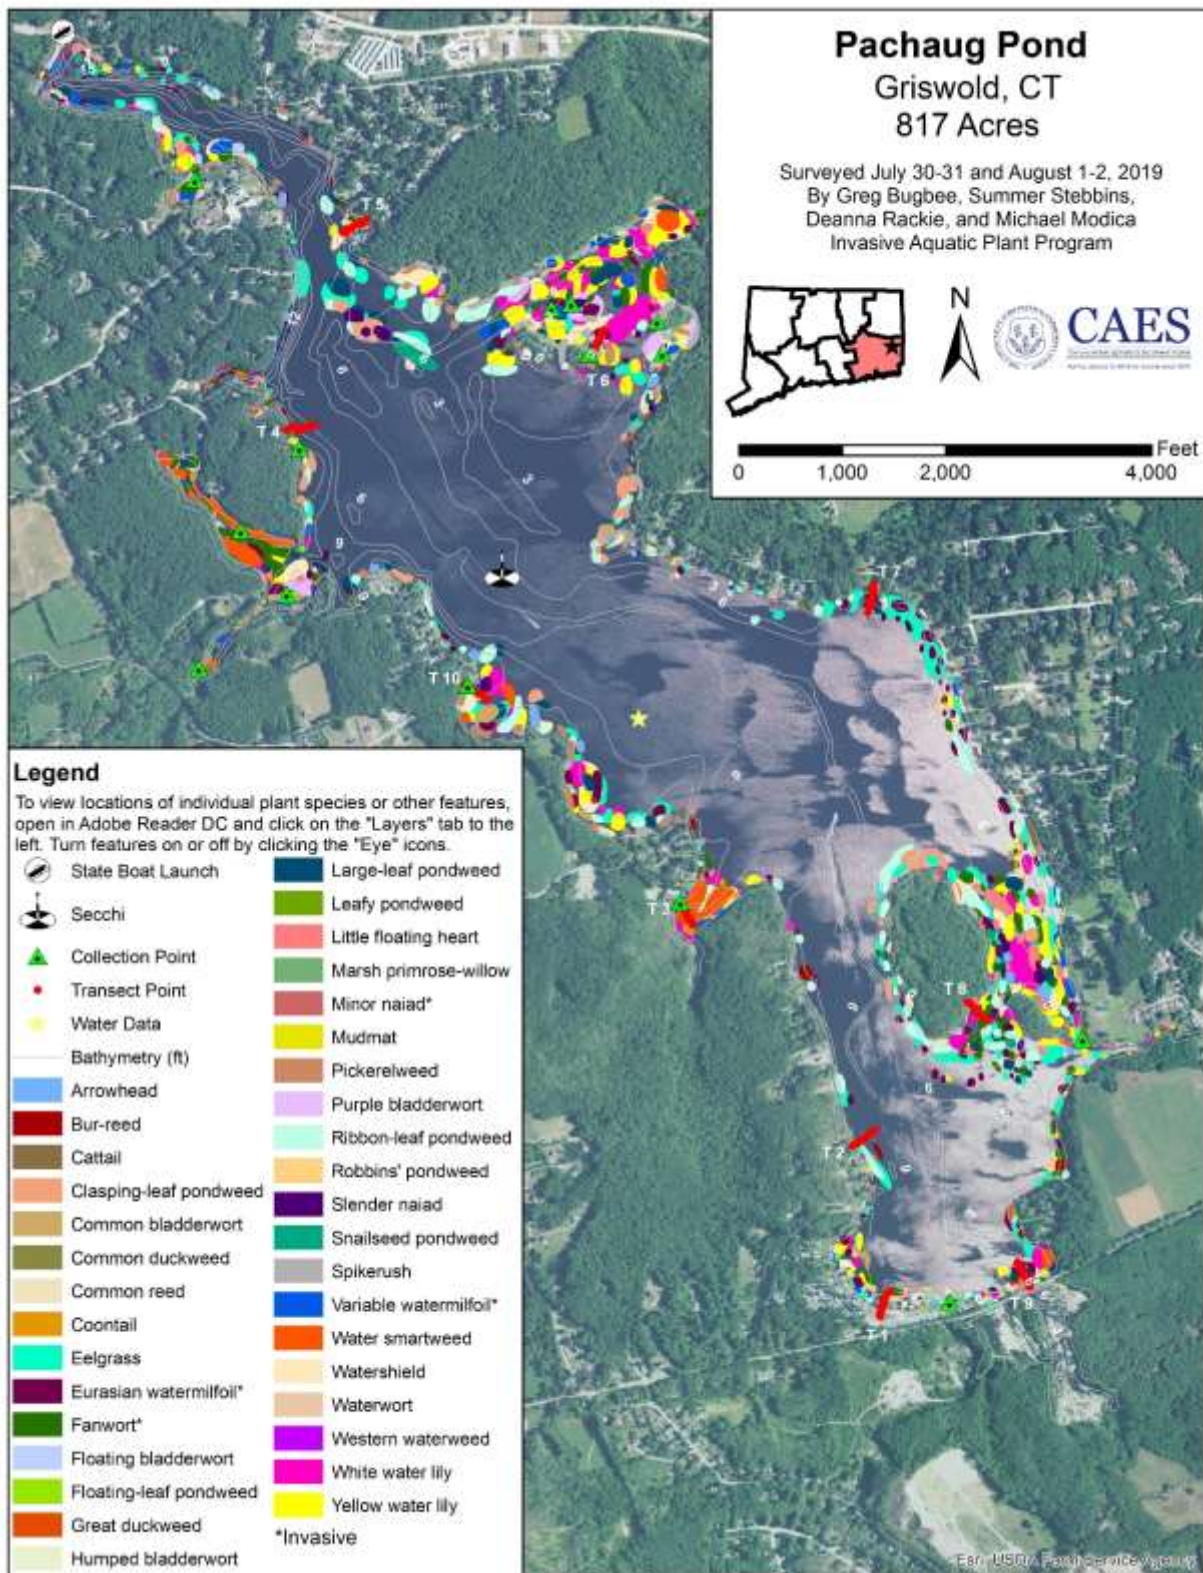 Pachaug Pond
Griswold, CT
817 Acres
Surveyed July 30-31 and August 1-2, 2019
By Greg Bugbee, Summer Stebbins,
Deanna Rackie, and Michael Modica
Invasive Aquatic Plant Program
N
CAES
Feet
0 1,000 2,000 4,000
T 5
T 6
T 4
T 7
T 10
T 3
T 8
T 2
T 1
T 9
Legend
To view locations of individual plant species or other features,
open in Adobe Reader DC and click on the "Layers" tab to the
left. Turn features on or off by clicking the "Eye" icons.
State Boat Launch
Secchi
Collection Point
Transect Point
Water Data
Bathymetry (ft)
Arrowhead
Bur-reed
Cattail
Clasping-leaf pondweed
Common bladderwort
Common duckweed
Common reed
Coontail
Eelgrass
Eurasian watermilfoil*
Fanwort*
Floating bladderwort
Floating-leaf pondweed
Great duckweed
Humped bladderwort
Large-leaf pondweed
Leafy pondweed
Little floating heart
Marsh primrose-willow
Minor naiad*
Mudmat
Pickerelweed
Purple bladderwort
Ribbon-leaf pondweed
Robbins' pondweed
Slender naiad
Snailseed pondweed
Spikerush
Variable watermilfoil*
Water smartweed
Watershield
Waterwort
Western waterweed
White water lily
Yellow water lily
*Invasive
Esri, USDA Farm Service Agency